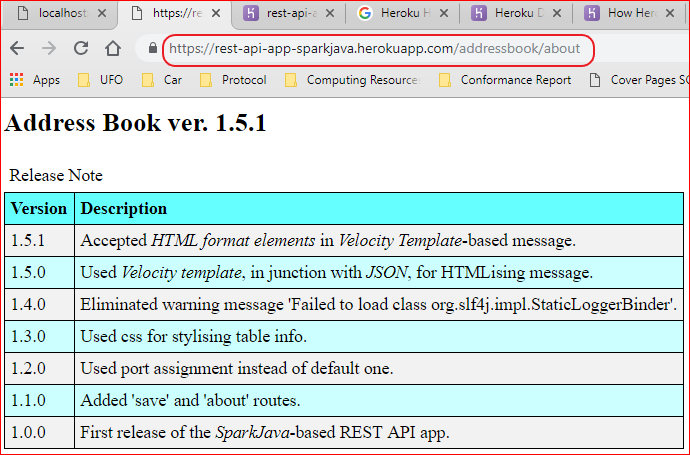 localhost
https://re
rest-api-a
Heroku H
Heroku D
How Her
https://rest-api-app-sparkjava.herokuapp.com/addressbook/about
Apps UFO Car Protocol Computing Resource Conformance Report Cover Pages SC
Address Book ver. 1.5.1
Release Note
Version Description
1.5.1 Accepted HTML format elements in Velocity Template-based message.
1.5.0 Used Velocity template, in junction with JSON, for HTMLising message.
1.4.0 Eliminated warning message 'Failed to load class org.slf4j.impl.StaticLoggerBinder'.
1.3.0 Used css for stylising table info.
1.2.0 Used port assignment instead of default one.
1.1.0 Added 'save' and 'about' routes.
1.0.0 First release of the SparkJava-based REST API app.